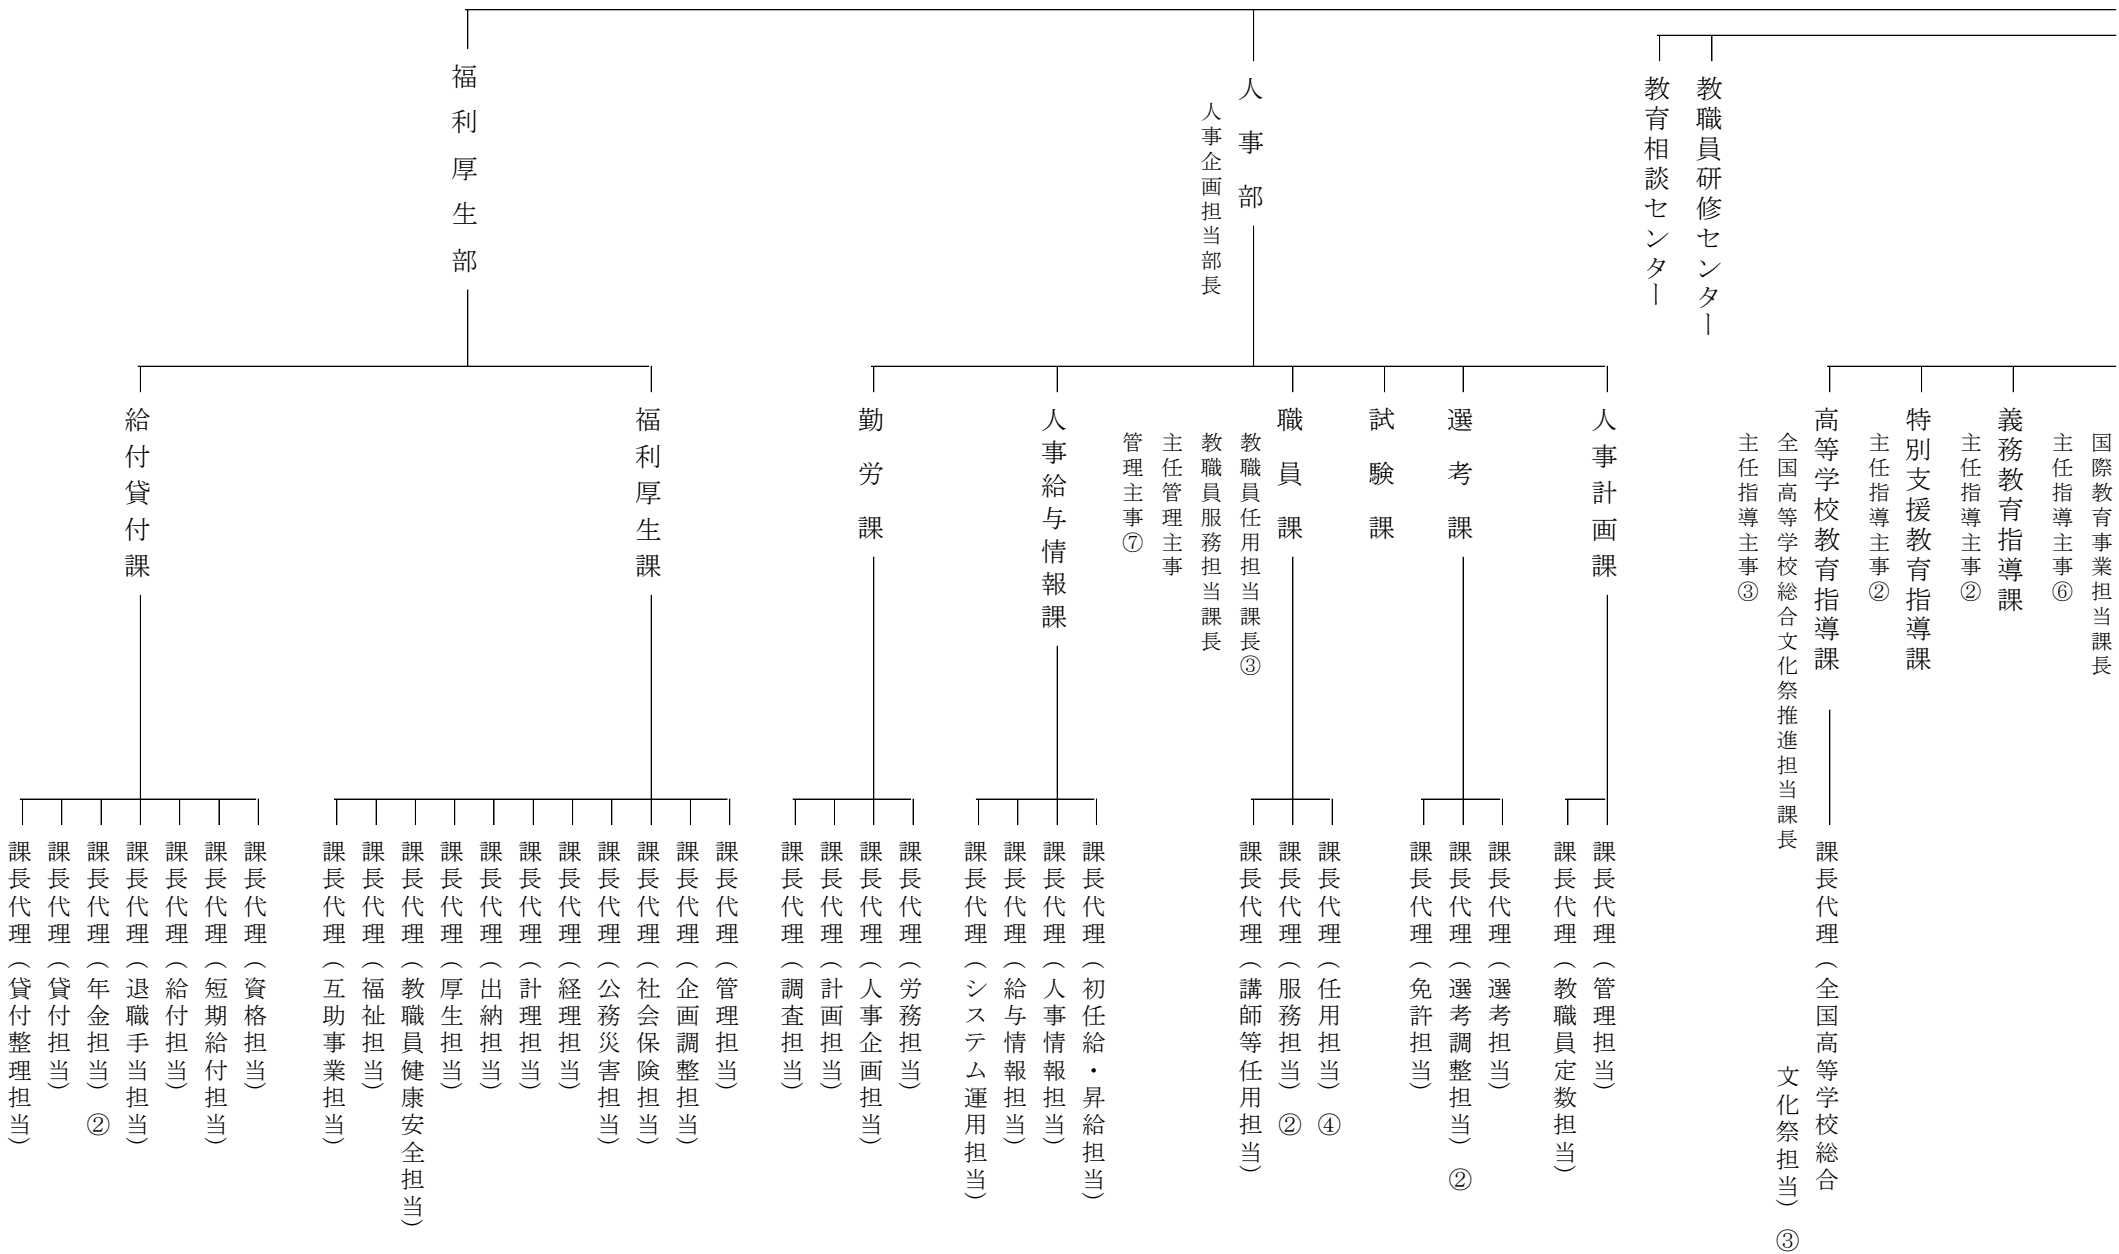 国際教育事業担当課長
主任指導主事⑥
義務教育指導課
主任指導主事②
特別支援教育指導課
主任指導主事②
高等学校教育指導課
全国高等学校総合文化祭推進担当課長
主任指導主事③
課長代理（全国高等学校総合
文化祭担当）③
教職員研修センター
教育相談センター
人事部
人事企画担当部長
人事計画課
課長代理（管理担当）
課長代理（教職員定数担当）
選考課
課長代理（選考担当）
課長代理（選考調整担当）②
課長代理（免許担当）
試験課
職員課
教職員任用担当課長③
教職員服務担当課長
主任管理主事
管理主事⑦
課長代理（任用担当）④
課長代理（服務担当）②
課長代理（講師等任用担当）
人事給与情報課
課長代理（初任給・昇給担当）
課長代理（人事情報担当）
課長代理（給与情報担当）
課長代理（システム運用担当）
勤労課
課長代理（労務担当）
課長代理（人事企画担当）
課長代理（計画担当）
課長代理（調査担当）
福利厚生部
福利厚生課
課長代理（管理担当）
課長代理（企画調整担当）
課長代理（社会保険担当）
課長代理（公務災害担当）
課長代理（経理担当）
課長代理（計理担当）
課長代理（出納担当）
課長代理（厚生担当）
課長代理（教職員健康安全担当）
課長代理（福祉担当）
課長代理（互助事業担当）
給付貸付課
課長代理（資格担当）
課長代理（短期給付担当）
課長代理（給付担当）
課長代理（退職手当担当）
課長代理（年金担当）②
課長代理（貸付担当）
課長代理（貸付整理担当）